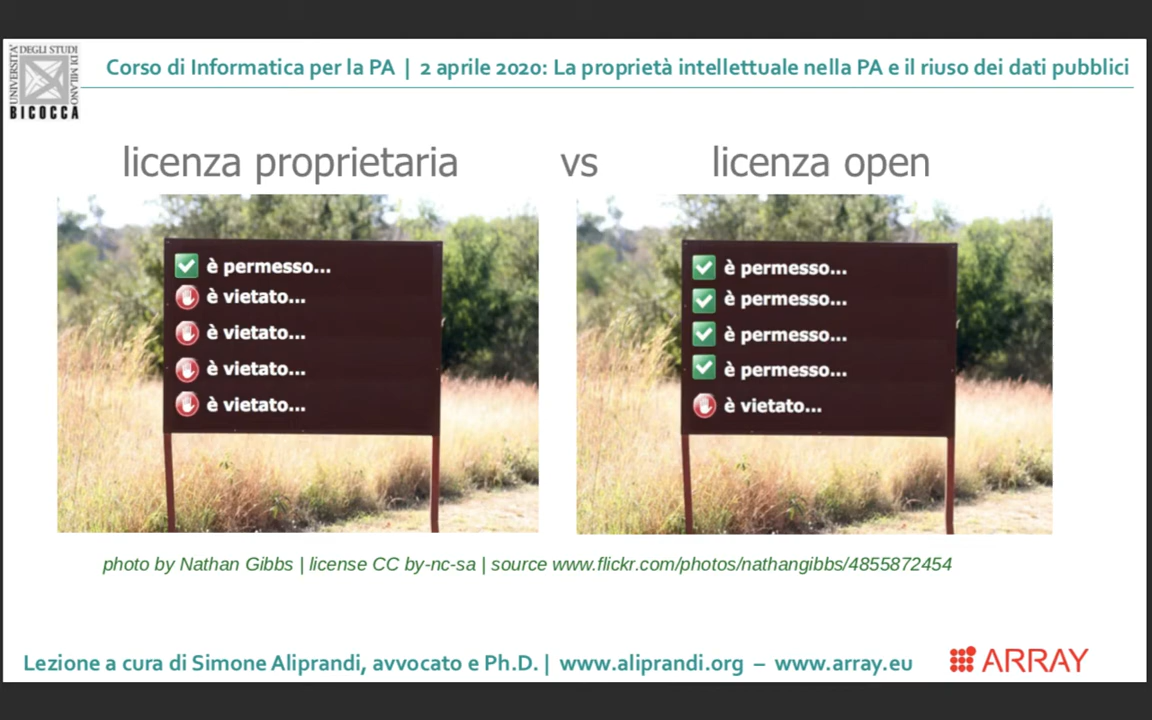 UNIVERSITA' DEGLI STUDI DI MILANO
BICOCCA
Corso di Informatica per la PA | 2 aprile 2020: La proprietà intellettuale nella PA e il riuso dei dati pubblici
licenza proprietaria vs licenza open
è permesso...
è vietato...
è vietato...
è vietato...
è vietato...
è permesso...
è permesso...
è permesso...
è permesso...
è vietato...
photo by Nathan Gibbs | license CC by-nc-sa | source www.flickr.com/photos/nathangibbs/4855872454
Lezione a cura di Simone Aliprandi, avvocato e Ph.D. | www.aliprandi.org – www.array.eu
ARRAY